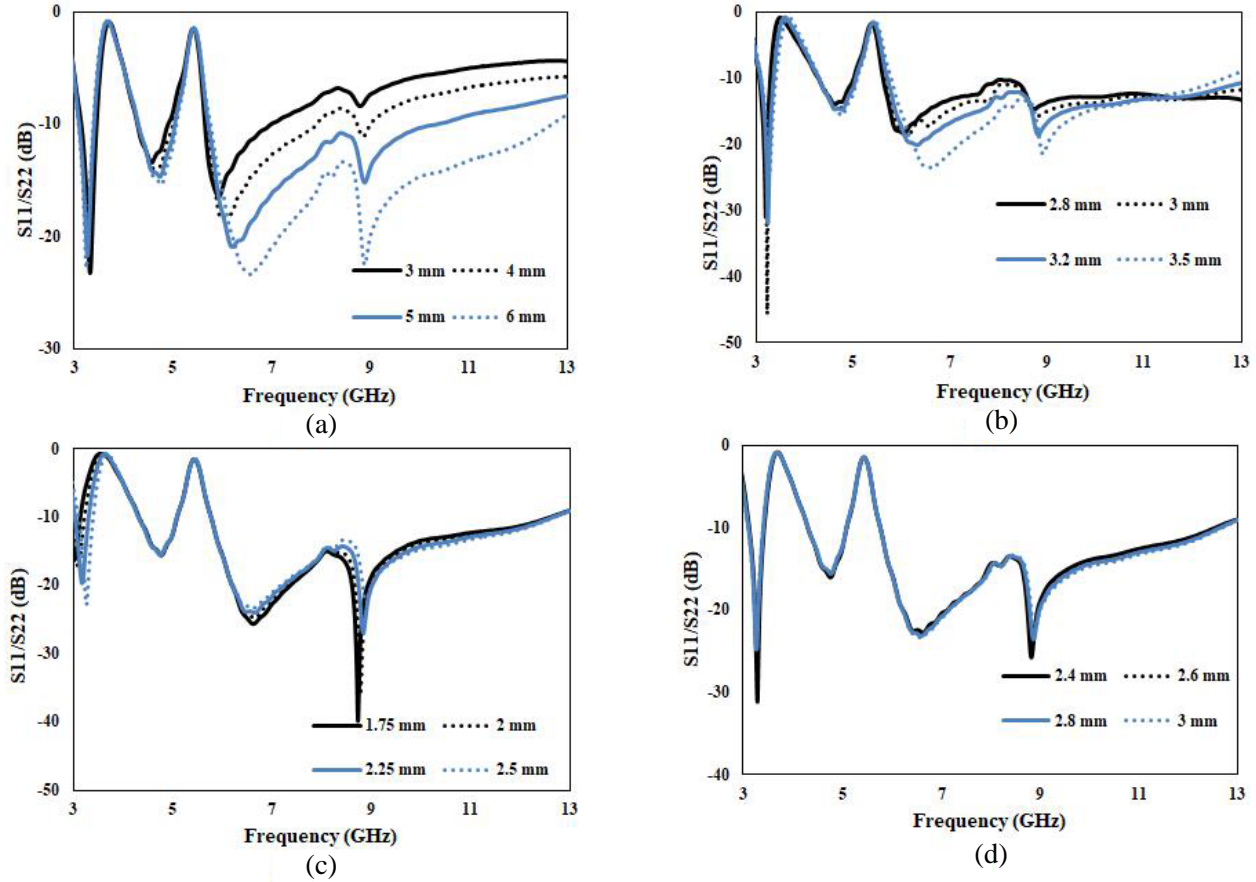 0
-10
-20
-30
S11/S22 (dB)
3 mm 4 mm
5 mm 6 mm
3 5 7 9 11 13
Frequency (GHz)
(a)
0
-10
-20
-30
-40
-50
S11/S22 (dB)
2.8 mm 3 mm
3.2 mm 3.5 mm
3 5 7 9 11 13
Frequency (GHz)
(b)
0
-10
-20
-30
-40
-50
S11/S22 (dB)
1.75 mm 2 mm
2.25 mm 2.5 mm
3 5 7 9 11 13
Frequency (GHz)
(c)
0
-10
-20
-30
-40
S11/S22 (dB)
2.4 mm 2.6 mm
2.8 mm 3 mm
3 5 7 9 11 13
Frequency (GHz)
(d)